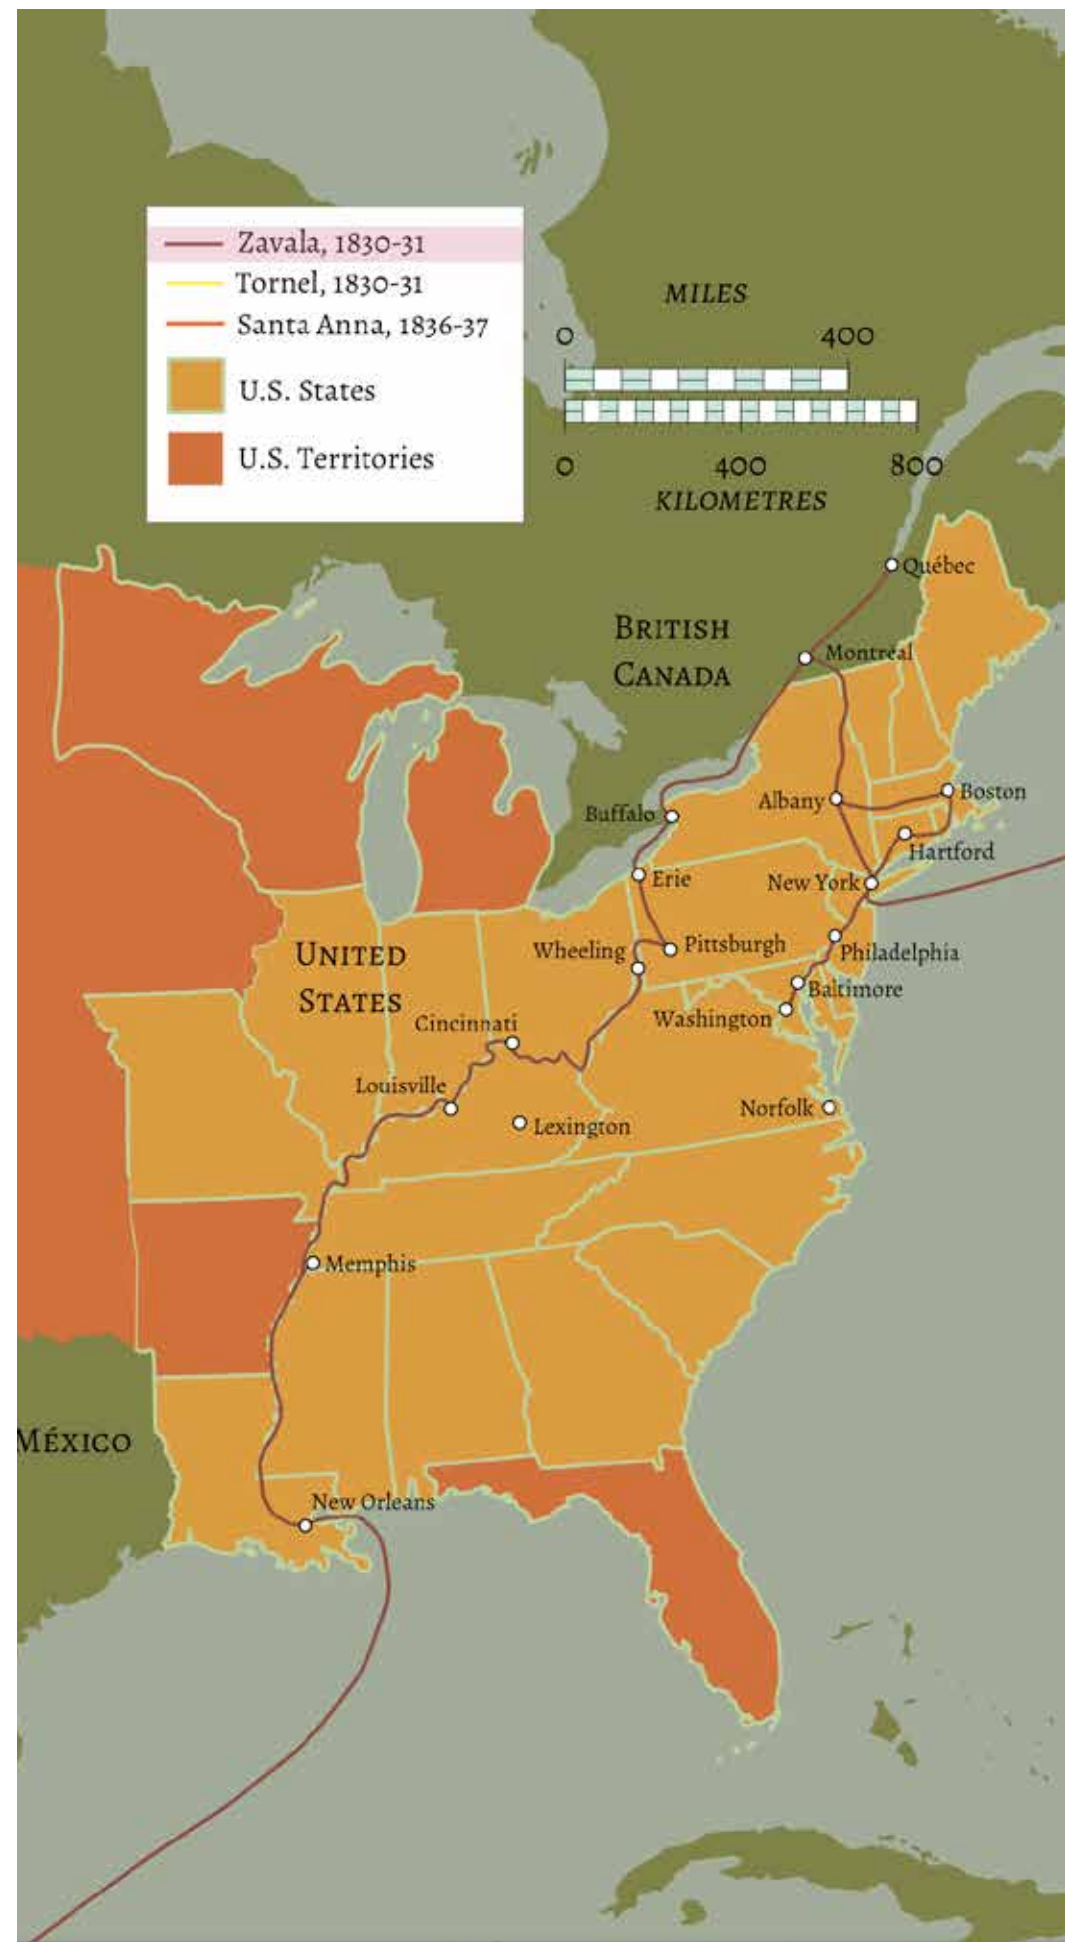 Zavala, 1830-31
Tornel, 1830-31
Santa Anna, 1836-37
U.S. States
U.S. Territories
MILES
0 400
0 400 800
KILOMETRES
Québec
BRITISH
CANADA
Montréal
Albany
Boston
Buffalo
Hartford
Erie
New York
Wheeling
Pittsburgh
Philadelphia
UNITED
STATES
Baltimore
Washington
Cincinnati
Louisville
Norfolk
Lexington
Memphis
MÉXICO
New Orleans